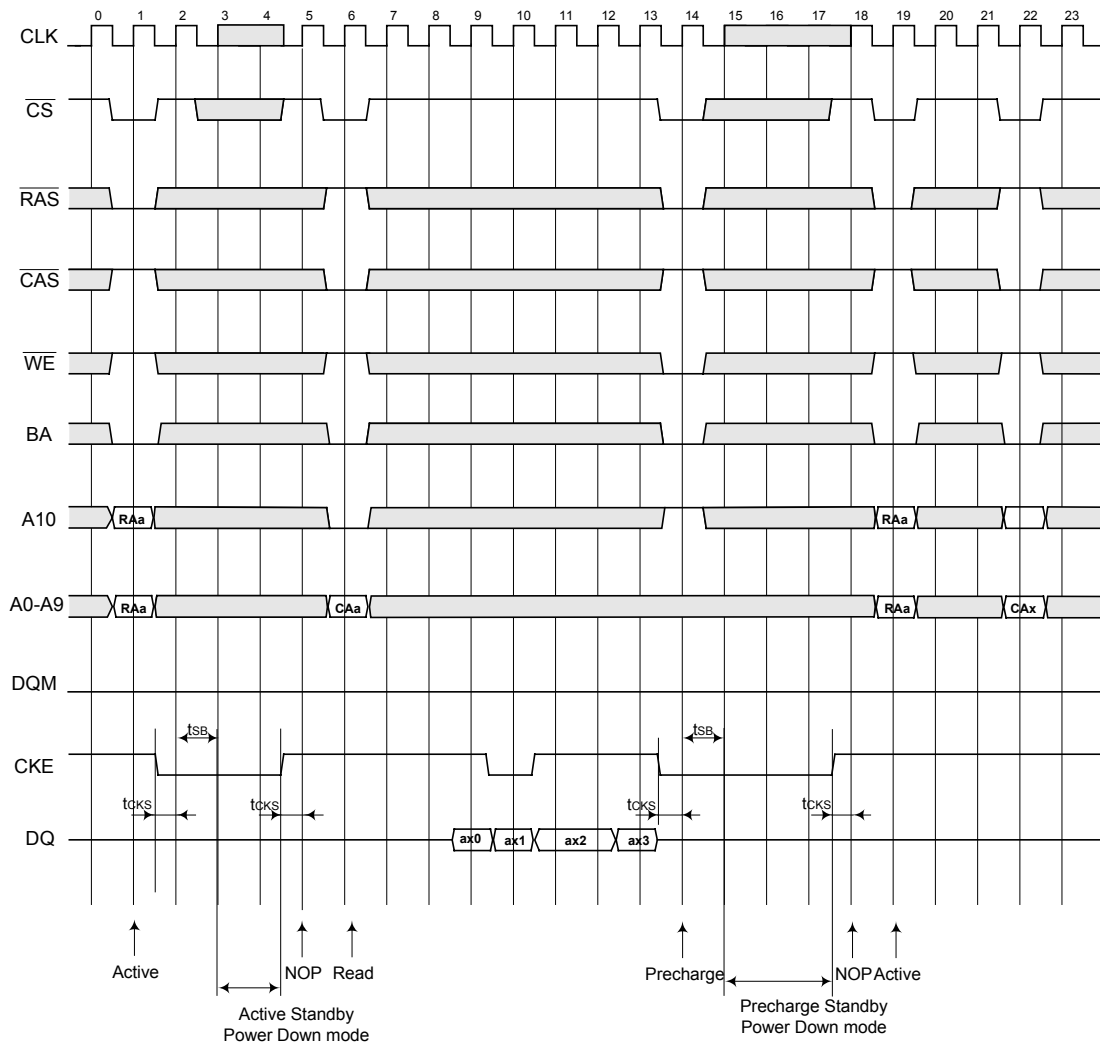 0 1 2 3 4 5 6 7 8 9 10 11 12 13 14 15 16 17 18 19 20 21 22 23
CLK
CS
RAS
CAS
WE
BA
A10 RAa RAa
A0-A9 RAa CAa RAa CAx
DQM
tSB tSB
CKE
tCKS tCKS tCKS tCKS
DQ ax0 ax1 ax2 ax3
Active NOP Read Precharge NOP Active
Active Standby
Power Down mode
Precharge Standby
Power Down mode